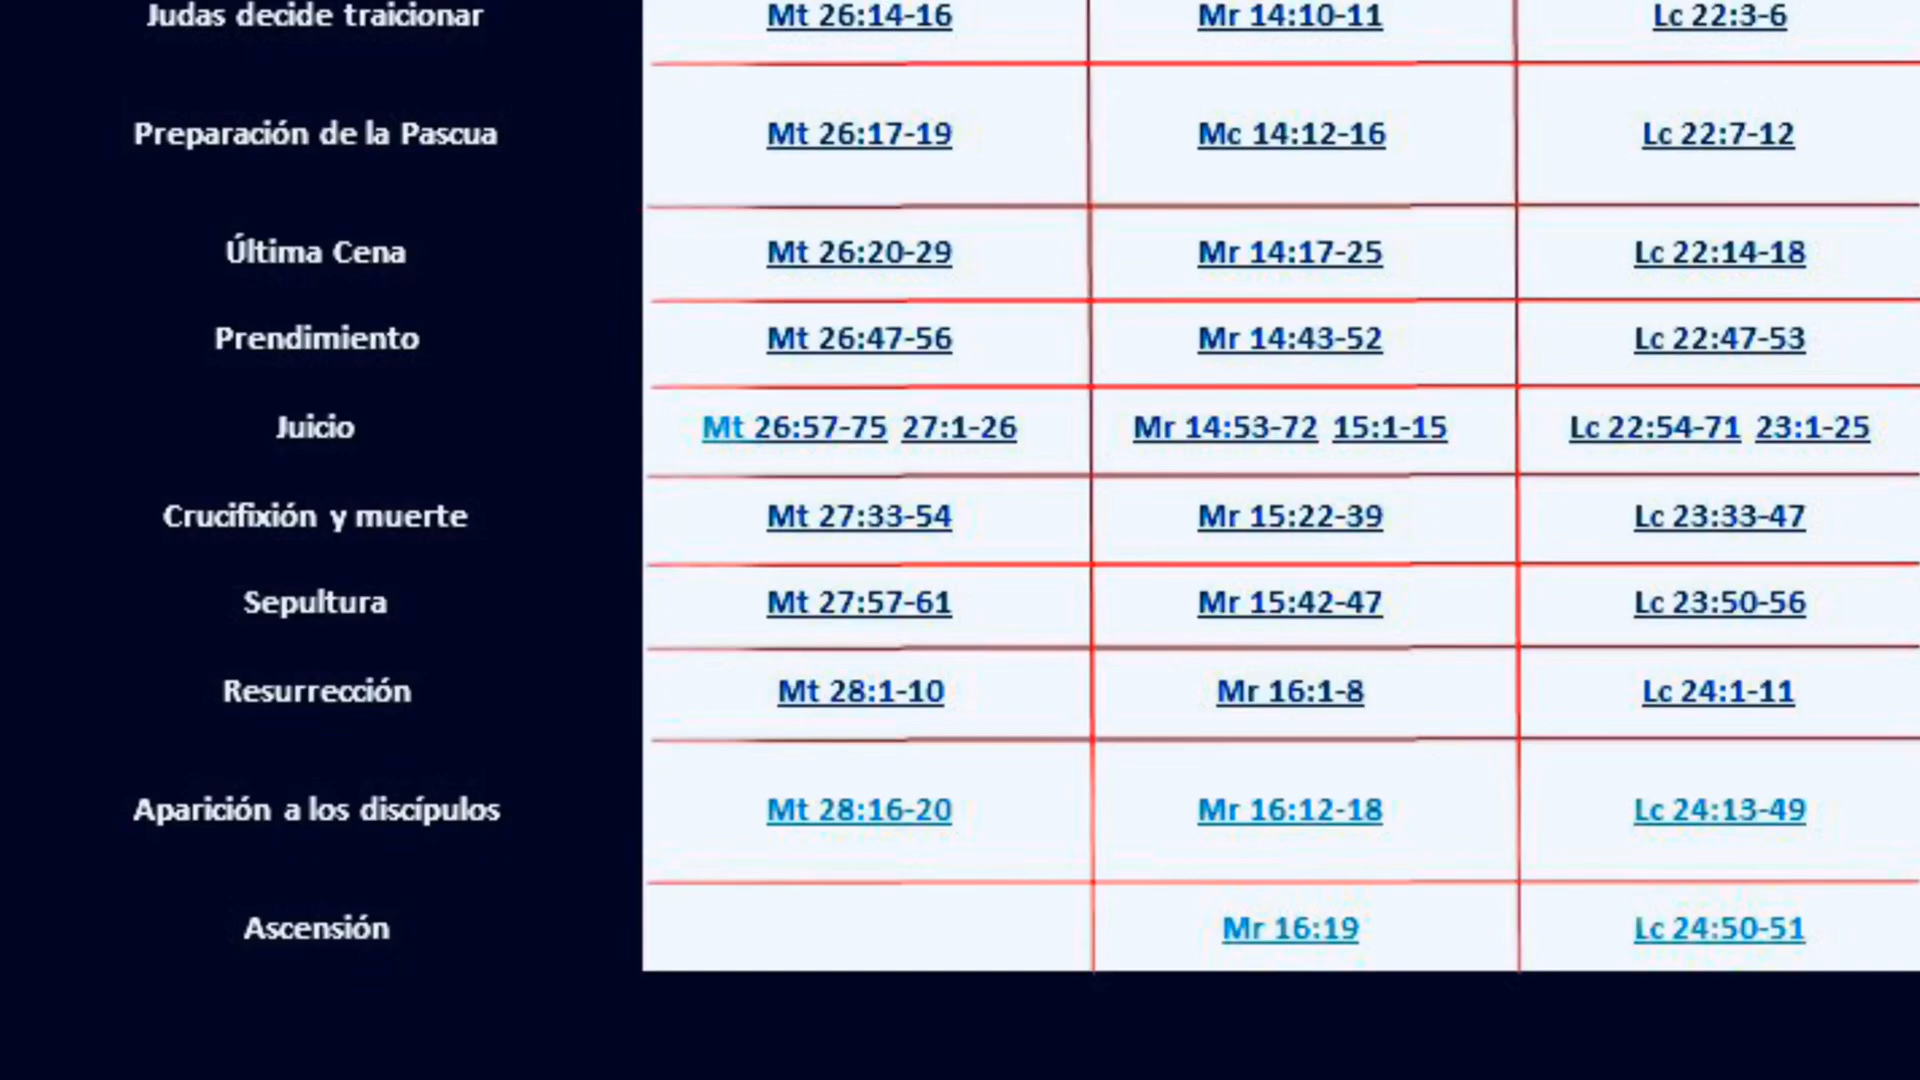 Judas decide traicionar Mt 26:14-16 Mr 14:10-11 Lc 22:3-6
Preparación de la Pascua Mt 26:17-19 Mc 14:12-16 Lc 22:7-12
Última Cena Mt 26:20-29 Mr 14:17-25 Lc 22:14-18
Prendimiento Mt 26:47-56 Mr 14:43-52 Lc 22:47-53
Juicio Mt 26:57-75 27:1-26 Mr 14:53-72 15:1-15 Lc 22:54-71 23:1-25
Crucifixión y muerte Mt 27:33-54 Mr 15:22-39 Lc 23:33-47
Sepultura Mt 27:57-61 Mr 15:42-47 Lc 23:50-56
Resurrección Mt 28:1-10 Mr 16:1-8 Lc 24:1-11
Aparición a los discípulos Mt 28:16-20 Mr 16:12-18 Lc 24:13-49
Ascensión Mr 16:19 Lc 24:50-51